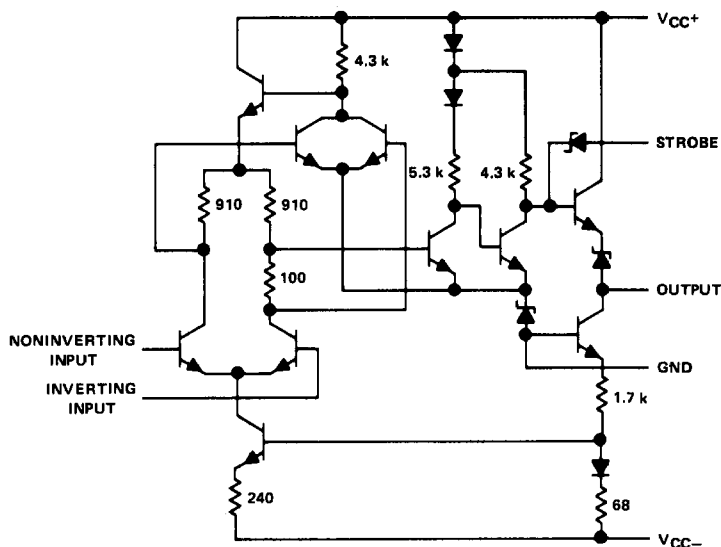 VCC+
4.3 k
STROBE
5.3 k
4.3 k
910
910
100
OUTPUT
NONINVERTING
INPUT
GND
INVERTING
INPUT
1.7 k
240
68
VCC−